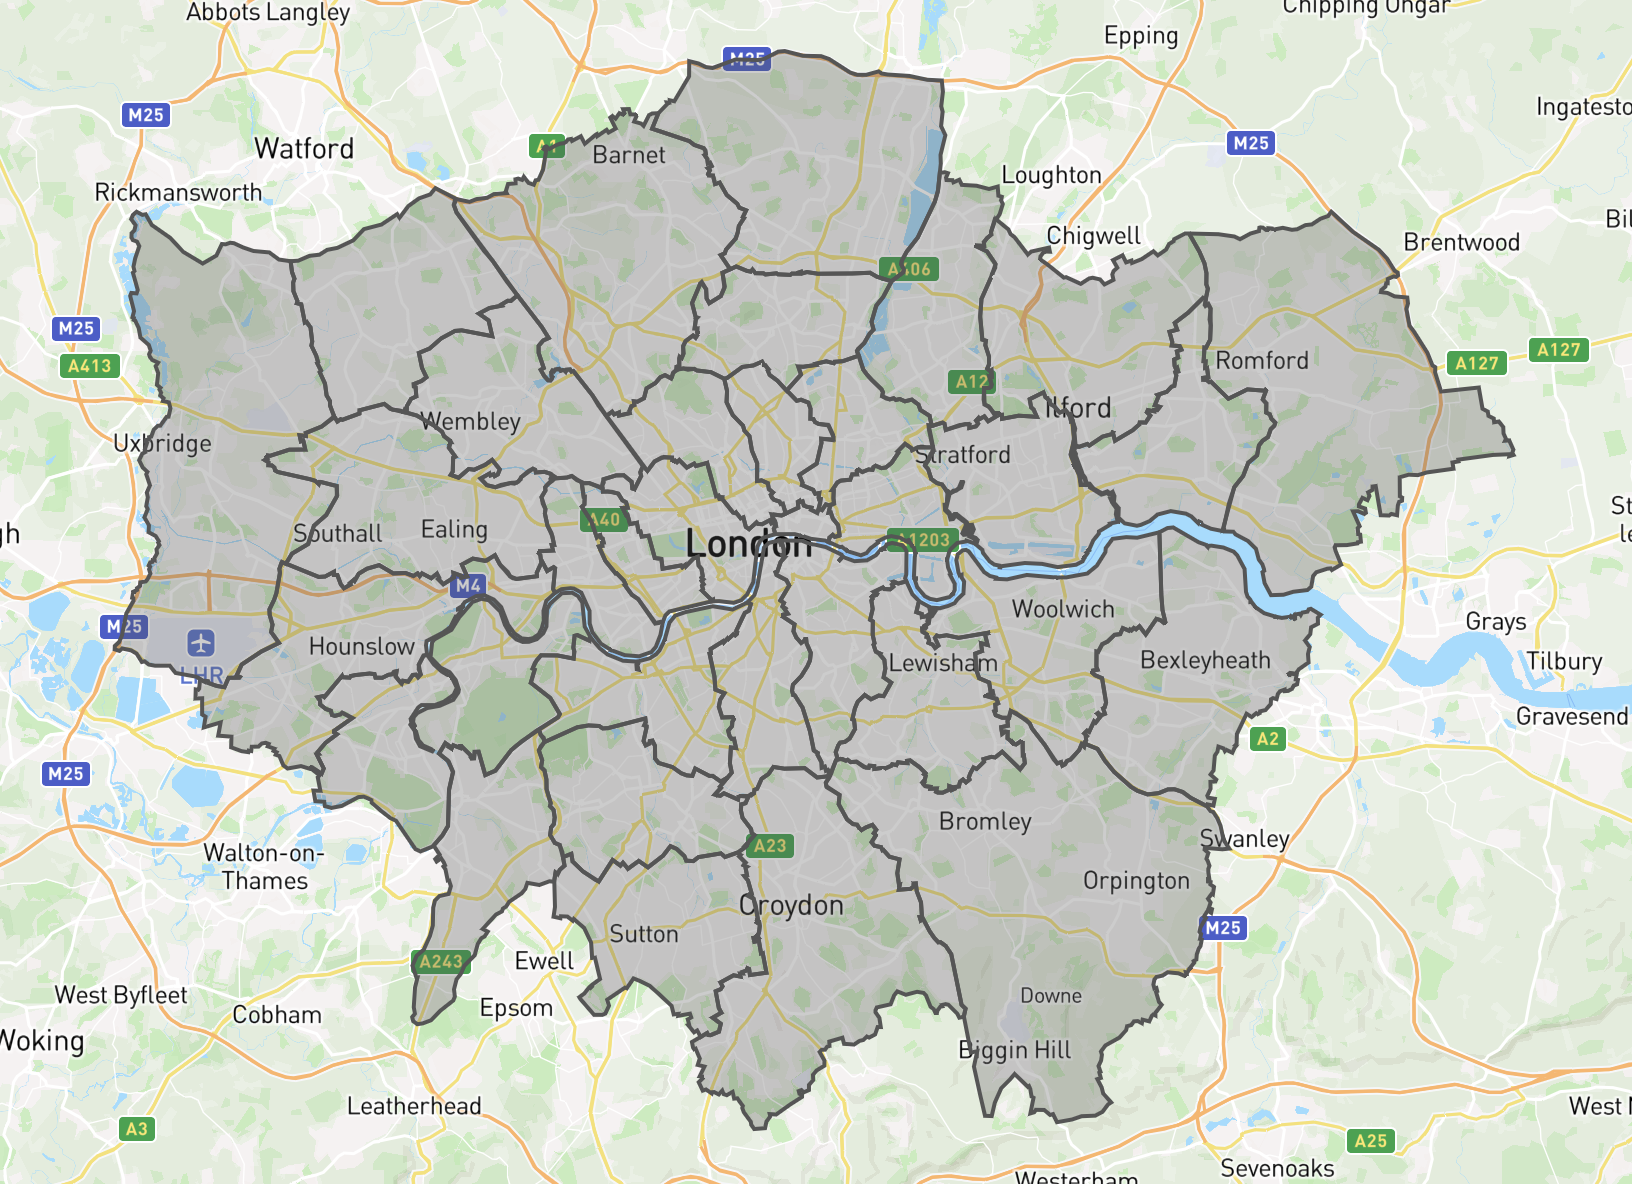 Abbots Langley
Chipping Ongar
Epping
M25
M25
Ingatesto
Watford
A1
Barnet
M25
Rickmansworth
Loughton
Bil
Chigwell
Brentwood
A406
M25
A413
A127
A127
Romford
A12
Ilford
Wembley
Uxbridge
Stratford
St
le
gh
Southall
Ealing
A40
London
A1203
M4
M25
Woolwich
Grays
LHR
Hounslow
Lewisham
Bexleyheath
Tilbury
Gravesend
A2
M25
Bromley
Swanley
Walton-on-
Thames
A23
Orpington
Croydon
Sutton
M25
A243
Ewell
West Byfleet
Epsom
Downe
Cobham
Woking
Biggin Hill
Leatherhead
West M
A3
A25
Sevenoaks
Westerham